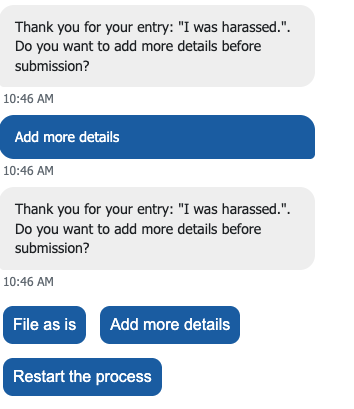 Thank you for your entry: "I was harassed.".
Do you want to add more details before
submission?
10:46 AM
Add more details
10:46 AM
Thank you for your entry: "I was harassed.".
Do you want to add more details before
submission?
10:46 AM
File as is
Add more details
Restart the process